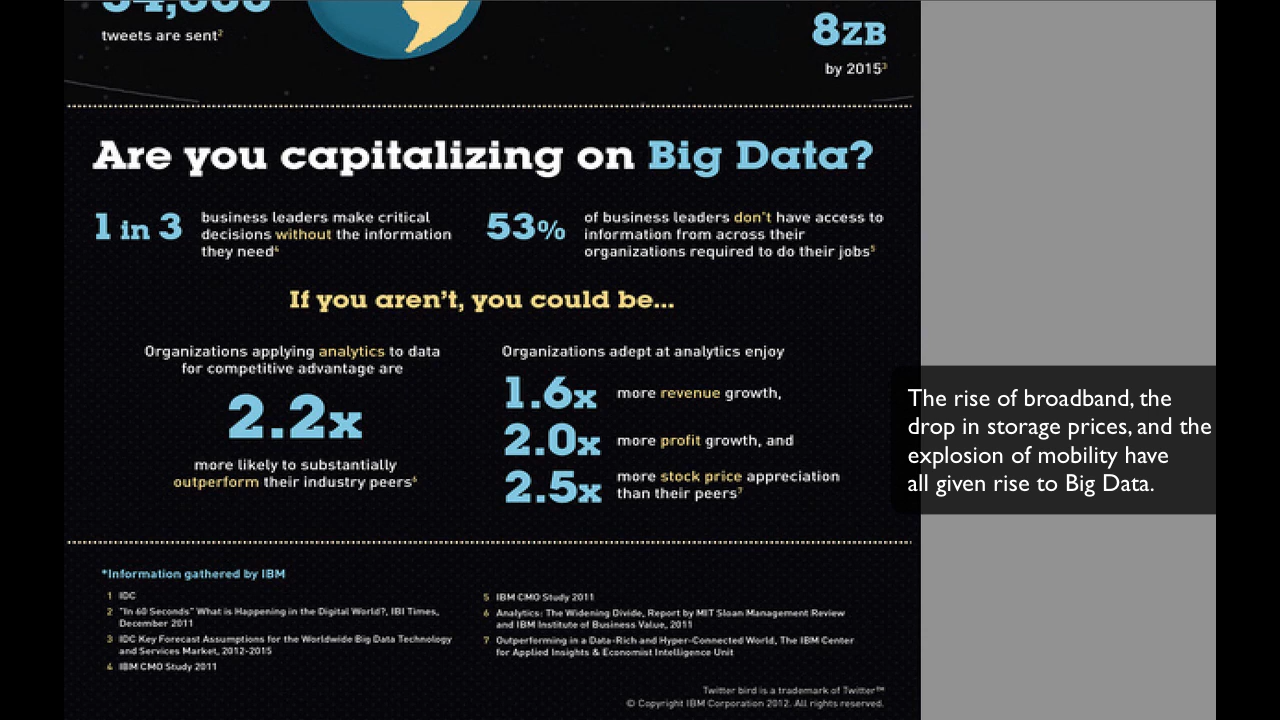 tweets are sent²
8ZB
by 2015³
Are you capitalizing on Big Data?
1 in 3
business leaders make critical
decisions without the information
they need⁶
53%
of business leaders don't have access to
information from across their
organizations required to do their jobs⁵
If you aren't, you could be...
Organizations applying analytics to data
for competitive advantage are
2.2x
more likely to substantially
outperform their industry peers⁶
Organizations adept at analytics enjoy
1.6x more revenue growth,
2.0x more profit growth, and
2.5x more stock price appreciation
than their peers⁷
The rise of broadband, the
drop in storage prices, and the
explosion of mobility have
all given rise to Big Data.
*Information gathered by IBM
1 IDC
2 "In 60 Seconds" What is Happening in the Digital World?, IBI Times,
December 2011
3 IDC Key Forecast Assumptions for the Worldwide Big Data Technology
and Services Market, 2012-2015
4 IBM CMO Study 2011
5 IBM CMO Study 2011
6 Analytics: The Widening Divide, Report by MIT Sloan Management Review
and IBM Institute of Business Value, 2011
7 Outperforming in a Data-Rich and Hyper-Connected World, The IBM Center
for Applied Insights & Economist Intelligence Unit
Twitter bird is a trademark of Twitter™
© Copyright IBM Corporation 2012. All rights reserved.